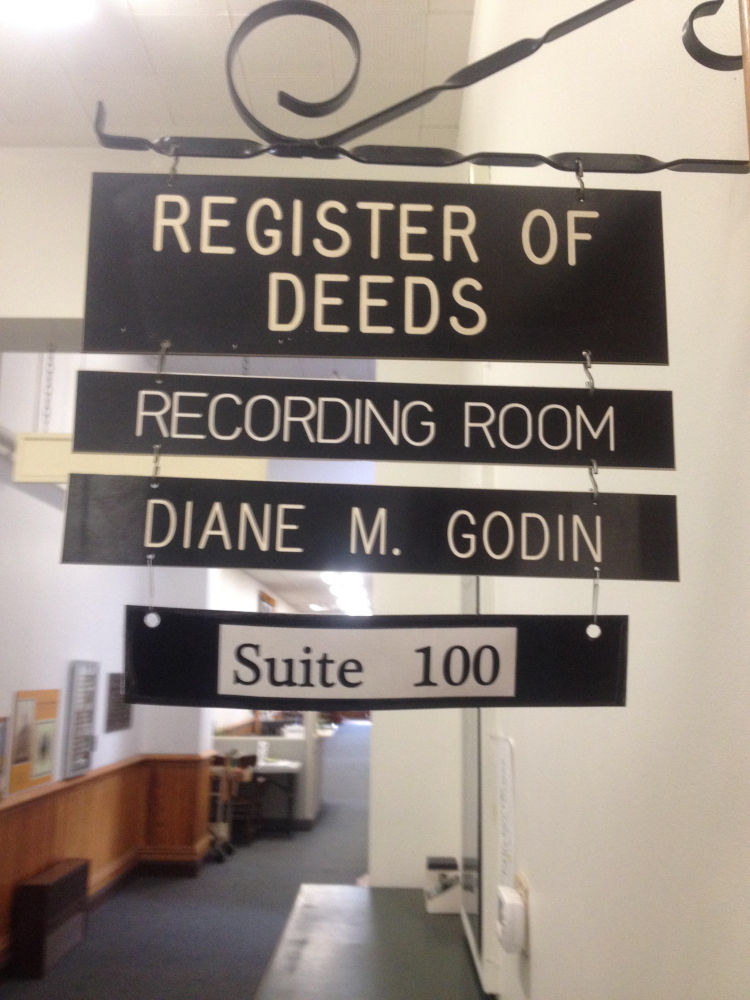 REGISTER OF
DEEDS
RECORDING ROOM
DIANE M. GODIN
Suite 100